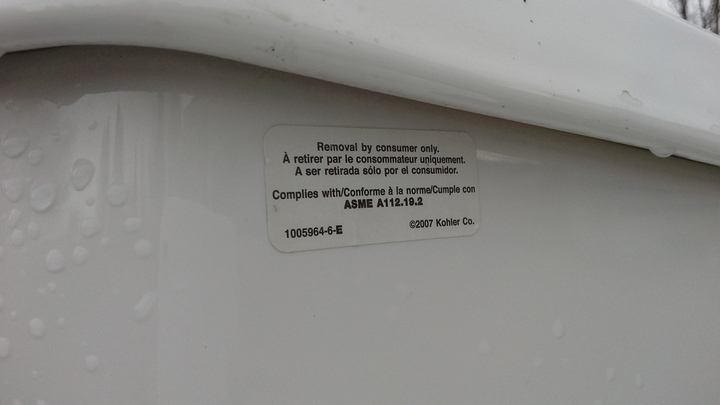 Removal by consumer only.
À retirer par le consommateur uniquement.
A ser retirada sólo por el consumidor.
Complies with/Conforme à la norme/Cumple con
ASME A112.19.2
1005964-6-E ©2007 Kohler Co.